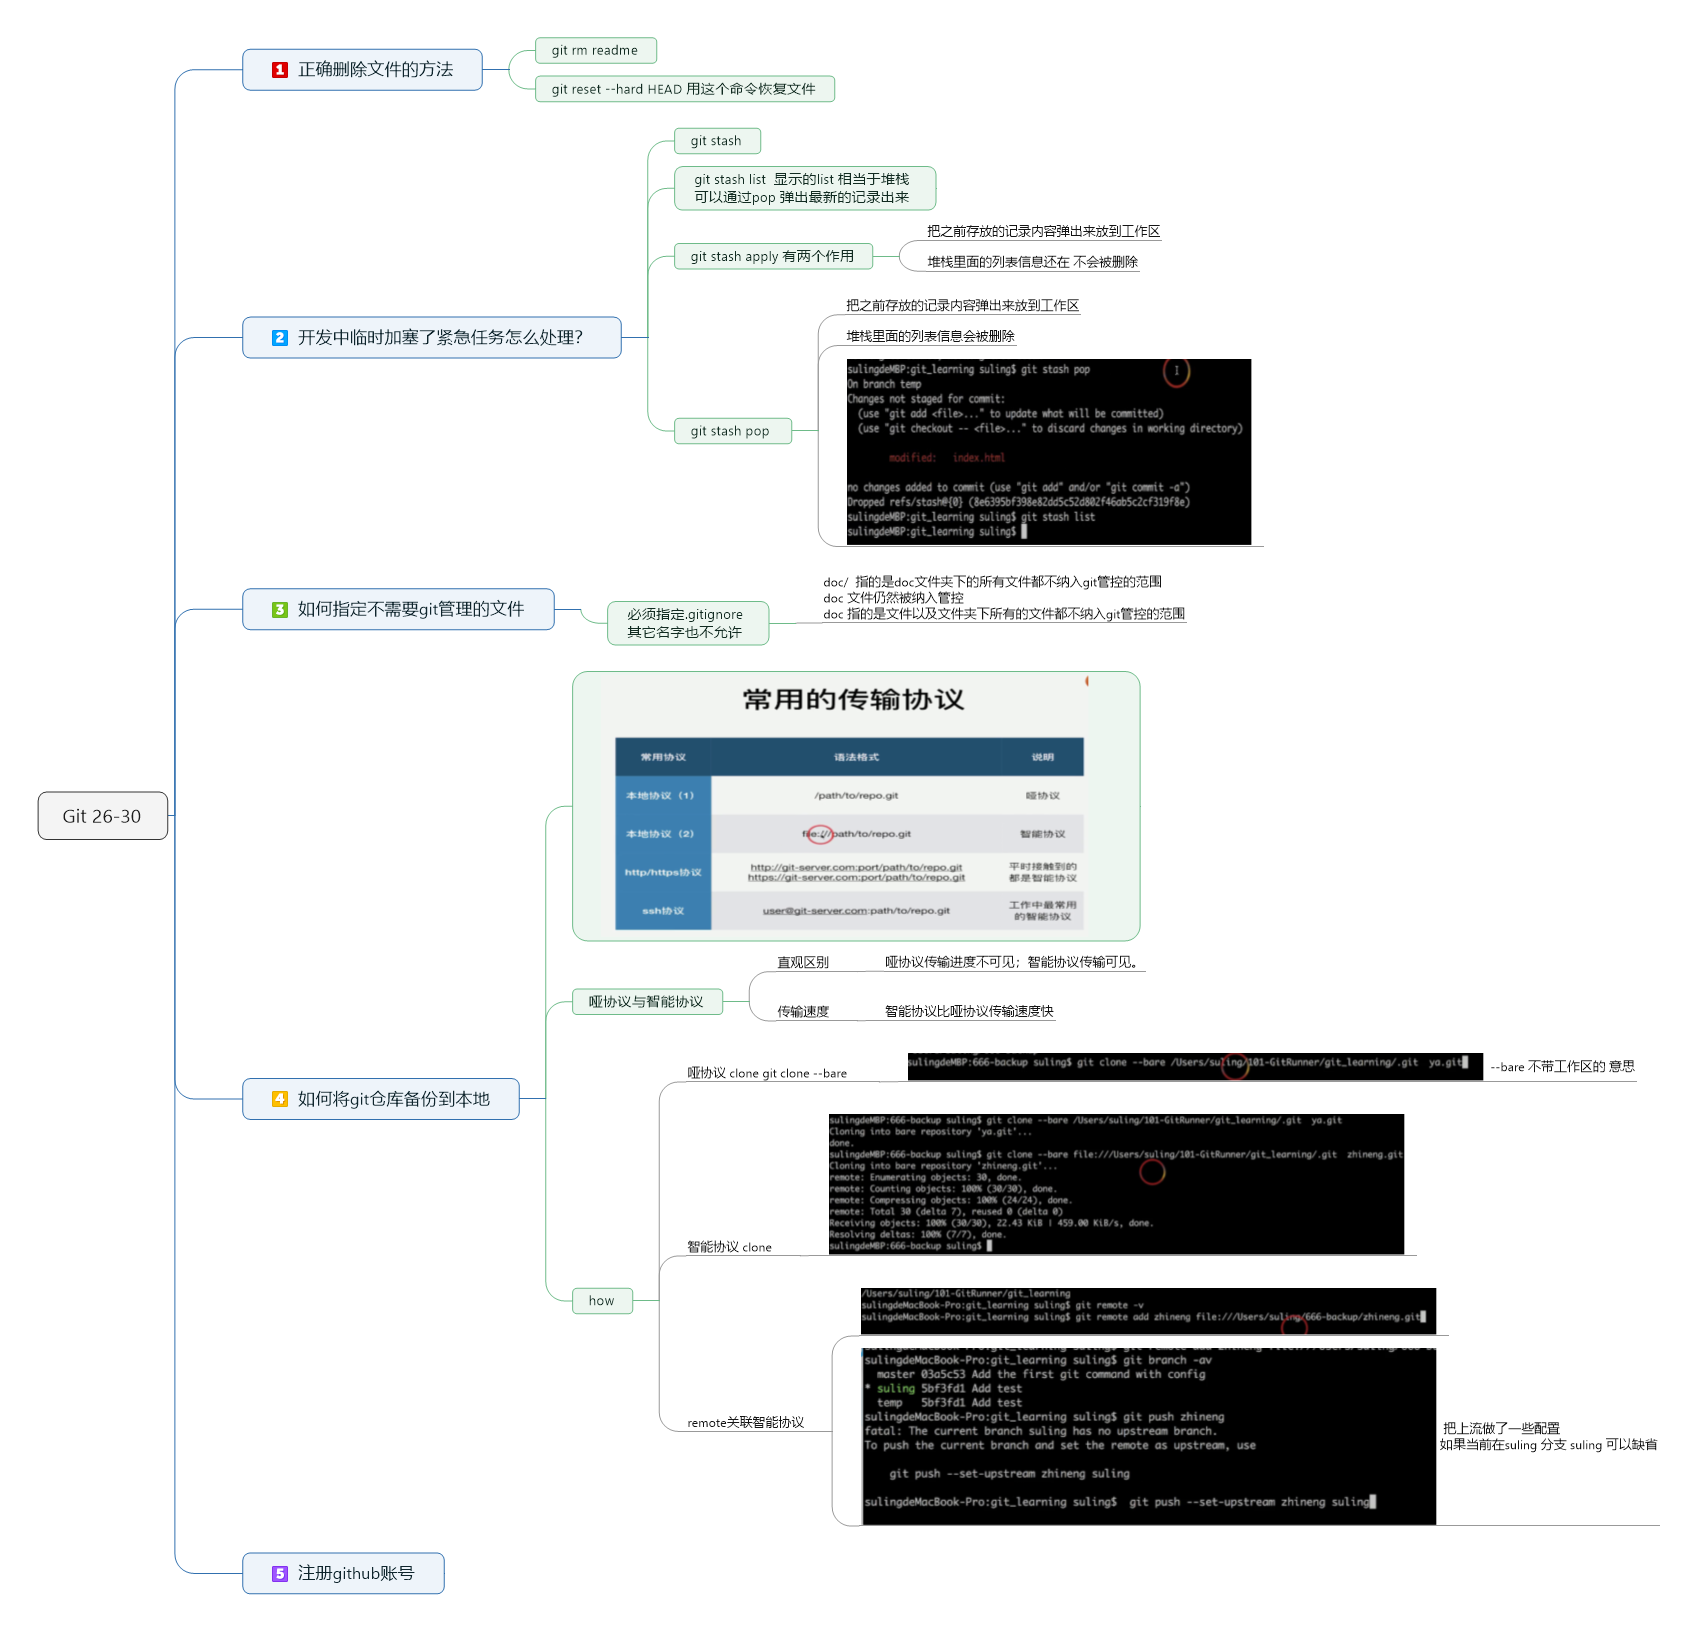 Git 26-30
1 正确删除文件的方法
git rm readme
git reset --hard HEAD 用这个命令恢复文件
2 开发中临时加塞了紧急任务怎么处理?
git stash
git stash list 显示的list 相当于堆栈
可以通过pop 弹出最新的记录出来
git stash apply 有两个作用
把之前存放的记录内容弹出来放到工作区
堆栈里面的列表信息还在 不会被删除
git stash pop
把之前存放的记录内容弹出来放到工作区
堆栈里面的列表信息会被删除
sulingdeMBP:git_learning suling$ git stash pop
On branch temp
Changes not staged for commit:
(use "git add <file>..." to update what will be committed)
(use "git checkout -- <file>..." to discard changes in working directory)
modified: index.html
no changes added to commit (use "git add" and/or "git commit -a")
Dropped refs/stash@{0} (8e6395bf398e82dd5c52d802f46ab5c2cf319f8e)
sulingdeMBP:git_learning suling$ git stash list
sulingdeMBP:git_learning suling$
3 如何指定不需要git管理的文件
必须指定.gitignore
其它名字也不允许
doc/ 指的是doc文件夹下的所有文件都不纳入git管控的范围
doc 文件仍然被纳入管控
doc 指的是文件以及文件夹下所有的文件都不纳入git管控的范围
4 如何将git仓库备份到本地
常用的传输协议
常用协议 语法格式 说明
本地协议（1） /path/to/repo.git 哑协议
本地协议（2） file:///path/to/repo.git 智能协议
http/https协议 http://git-server.com:port/path/to/repo.git 平时接触到的
https://git-server.com:port/path/to/repo.git 都是智能协议
ssh协议 user@git-server.com:path/to/repo.git 工作中最常用
的智能协议
哑协议与智能协议
直观区别 哑协议传输进度不可见；智能协议传输可见。
传输速度 智能协议比哑协议传输速度快
how
哑协议 clone git clone --bare
sulingdeMBP:666-backup suling$ git clone --bare /Users/suling/101-GitRunner/git_learning/.git ya.git
--bare 不带工作区的 意思
智能协议 clone
sulingdeMBP:666-backup suling$ git clone --bare /Users/suling/101-GitRunner/git_learning/.git ya.git
Cloning into bare repository 'ya.git'...
done.
sulingdeMBP:666-backup suling$ git clone --bare file:///Users/suling/101-GitRunner/git_learning/.git zhineng.git
Cloning into bare repository 'zhineng.git'...
remote: Enumerating objects: 30, done.
remote: Counting objects: 100% (30/30), done.
remote: Compressing objects: 100% (24/24), done.
remote: Total 30 (delta 7), reused 0 (delta 0)
Receiving objects: 100% (30/30), 22.43 KiB | 459.00 KiB/s, done.
Resolving deltas: 100% (7/7), done.
sulingdeMBP:666-backup suling$
remote关联智能协议
/Users/suling/101-GitRunner/git_learning
sulingdeMacBook-Pro:git_learning suling$ git remote -v
sulingdeMacBook-Pro:git_learning suling$ git remote add zhineng file:///Users/suling/666-backup/zhineng.git
sulingdeMacBook-Pro:git_learning suling$ git branch -av
master 03a5c53 Add the first git command with config
* suling 5bf3fd1 Add test
temp 5bf3fd1 Add test
sulingdeMacBook-Pro:git_learning suling$ git push zhineng
fatal: The current branch suling has no upstream branch.
To push the current branch and set the remote as upstream, use
git push --set-upstream zhineng suling
sulingdeMacBook-Pro:git_learning suling$ git push --set-upstream zhineng suling
把上流做了一些配置
如果当前在suling 分支 suling 可以缺省
5 注册github账号